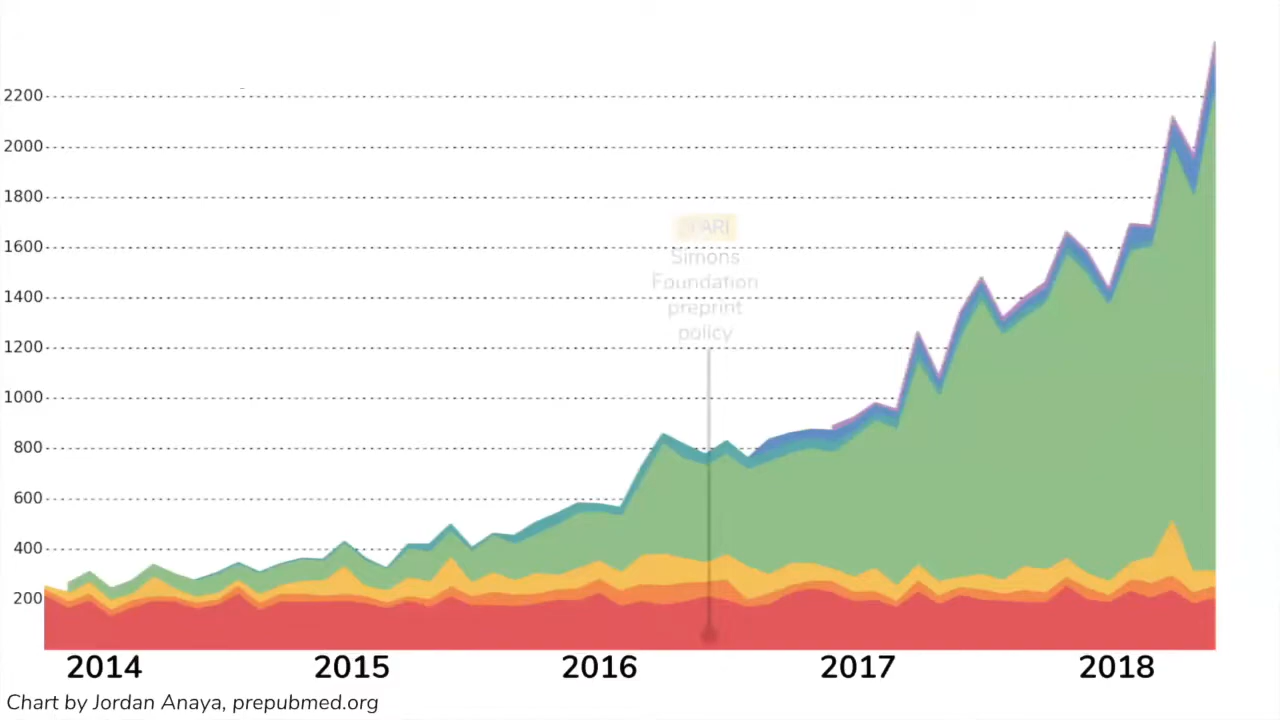 2200
2000
1800
1600
1400
1200
1000
800
600
400
200
SFARI
Simons
Foundation
preprint
policy
2014 2015 2016 2017 2018
Chart by Jordan Anaya, prepubmed.org